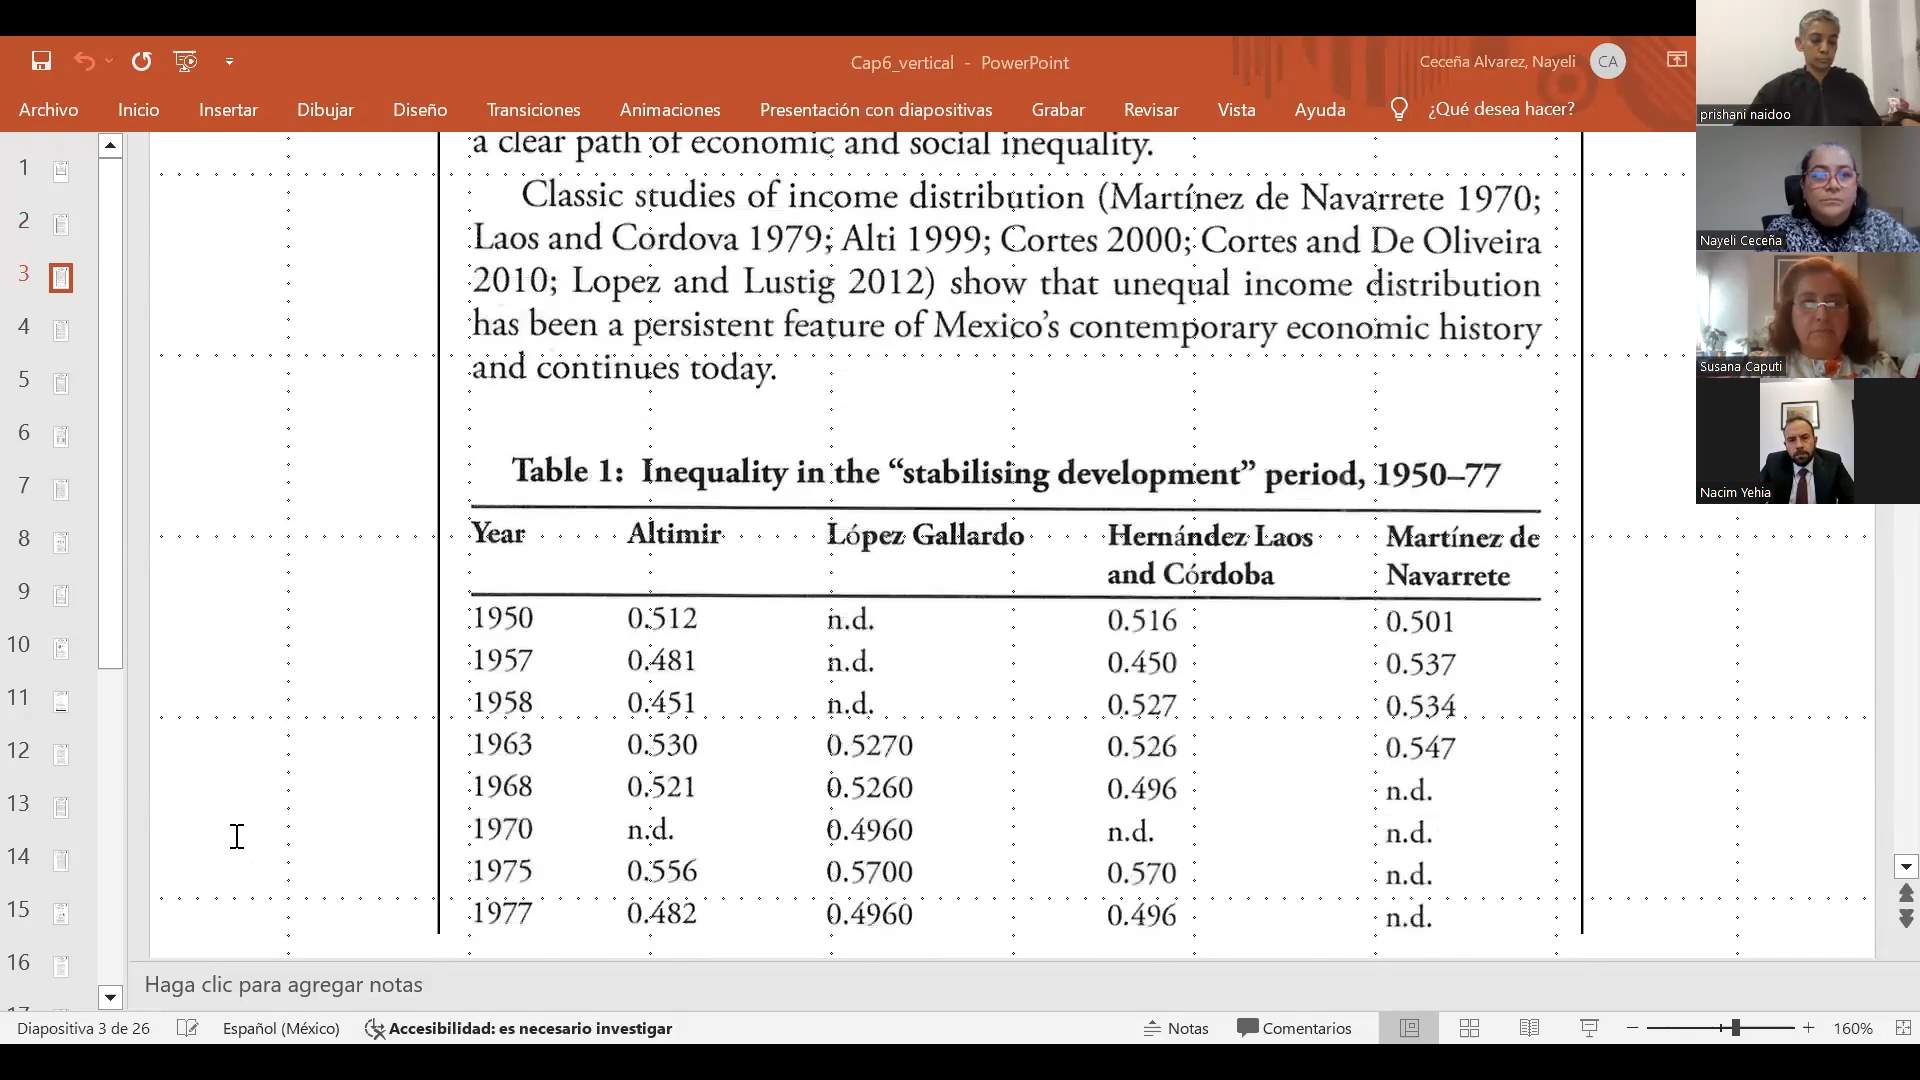 Cap6_vertical - PowerPoint
Ceceña Alvarez, Nayeli
CA
Archivo Inicio Insertar Dibujar Diseño Transiciones Animaciones Presentación con diapositivas Grabar Revisar Vista Ayuda ¿Qué desea hacer?
prishani naidoo
Nayeli Ceceña
Susana Caputi
Nacim Yehia
1
2
3
4
5
6
7
8
9
10
11
12
13
14
15
16
17
a clear path of economic and social inequality.
Classic studies of income distribution (Martínez de Navarrete 1970;
Laos and Cordova 1979; Alti 1999; Cortes 2000; Cortes and De Oliveira
2010; Lopez and Lustig 2012) show that unequal income distribution
has been a persistent feature of Mexico's contemporary economic history
and continues today.
Table 1: Inequality in the “stabilising development” period, 1950–77
Year Altimir López Gallardo Hernández Laos Martínez de
and Córdoba Navarrete
1950 0.512 n.d. 0.516 0.501
1957 0.481 n.d. 0.450 0.537
1958 0.451 n.d. 0.527 0.534
1963 0.530 0.5270 0.526 0.547
1968 0.521 0.5260 0.496 n.d.
1970 n.d. 0.4960 n.d. n.d.
1975 0.556 0.5700 0.570 n.d.
1977 0.482 0.4960 0.496 n.d.
Haga clic para agregar notas
Diapositiva 3 de 26 Español (México) Accesibilidad: es necesario investigar Notas Comentarios 160%